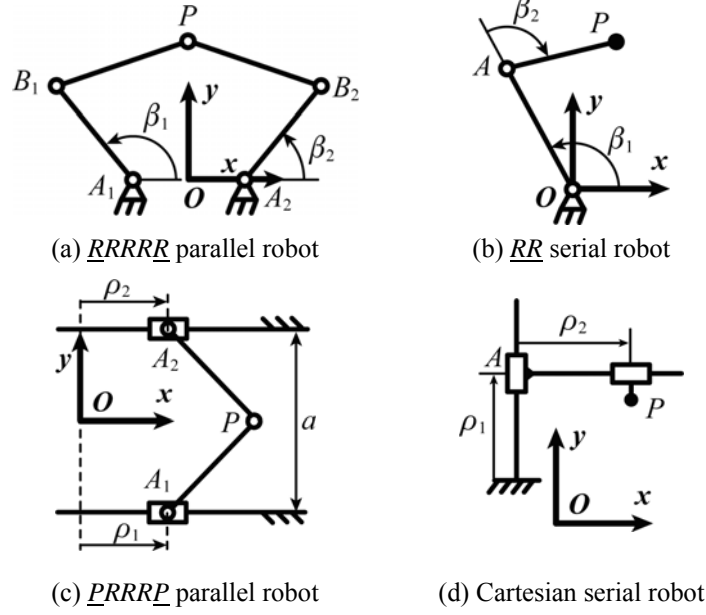 P
B₁
B₂
y
β₁
β₂
x
A₁
O
A₂
(a) RRRRR parallel robot
β₂
P
A
y
β₁
x
O
(b) RR serial robot
ρ₂
A₂
y
O
x
P
a
A₁
ρ₁
(c) PRRRP parallel robot
ρ₂
A
P
ρ₁
y
O
x
(d) Cartesian serial robot